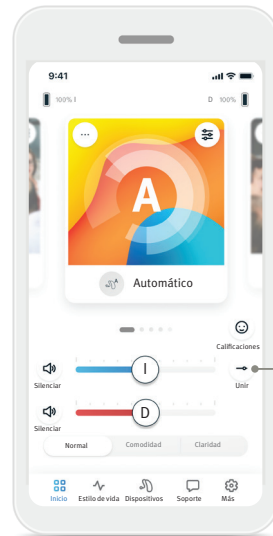 9:41
100% I
D 100%
A
Automático
Calificaciones
Silenciar
I
Unir
Silenciar
D
Normal
Comodidad
Claridad
Inicio
Estilo de vida
Dispositivos
Soporte
Más